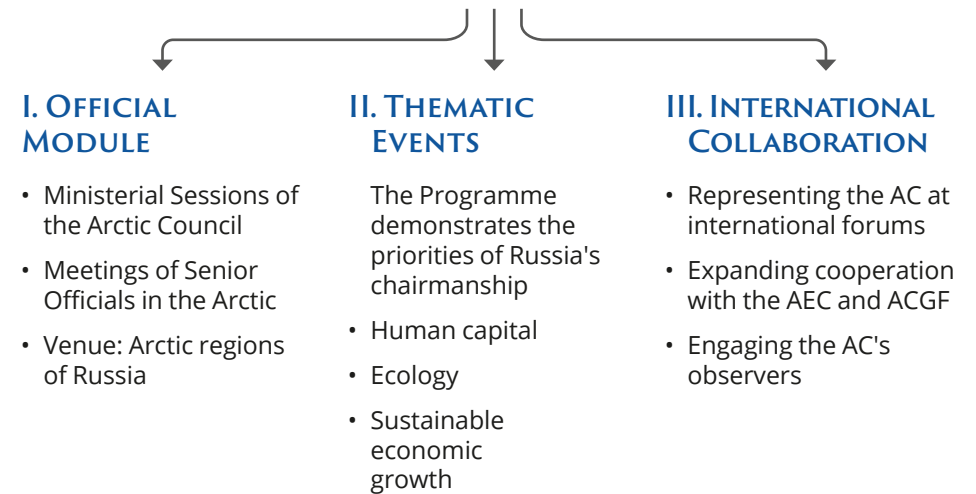 I. Official
Module
• Ministerial Sessions of
the Arctic Council
• Meetings of Senior
Officials in the Arctic
• Venue: Arctic regions
of Russia
II. Thematic
Events
The Programme
demonstrates the
priorities of Russia's
chairmanship
• Human capital
• Ecology
• Sustainable
economic
growth
III. International
Collaboration
• Representing the AC at
international forums
• Expanding cooperation
with the AEC and ACGF
• Engaging the AC's
observers